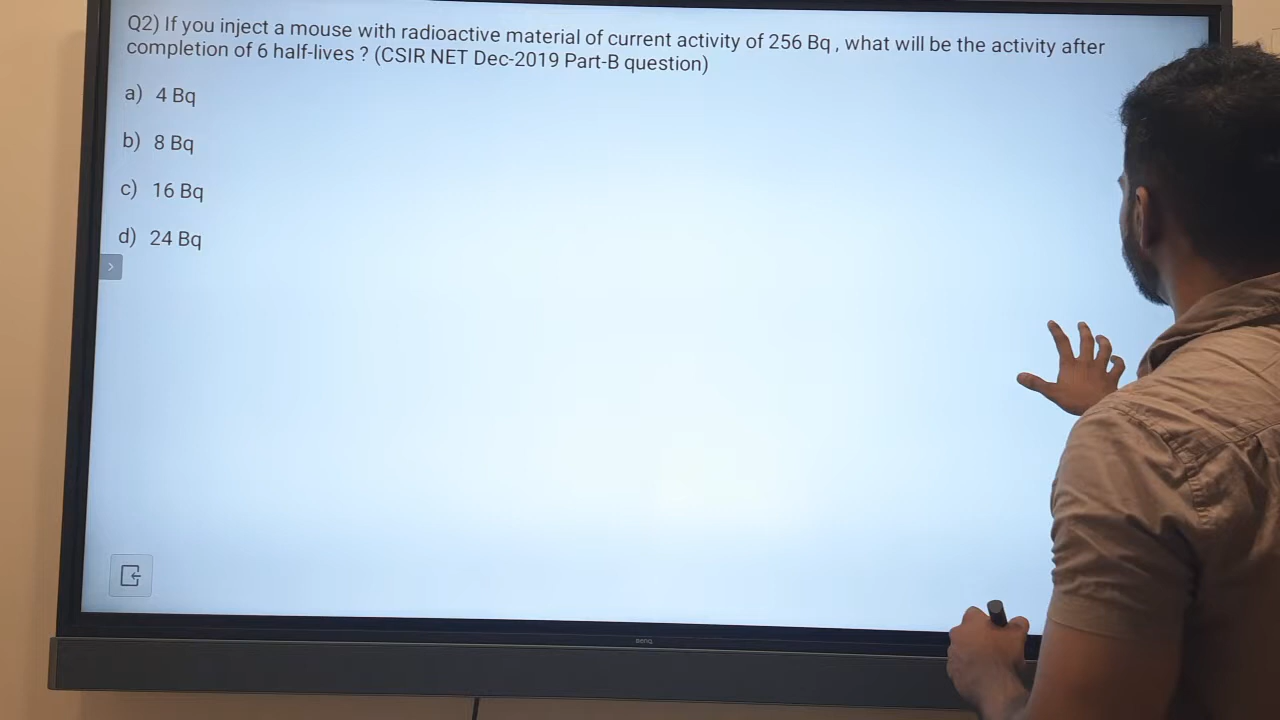 Q2) If you inject a mouse with radioactive material of current activity of 256 Bq , what will be the activity after
completion of 6 half-lives ? (CSIR NET Dec-2019 Part-B question)
a) 4 Bq
b) 8 Bq
c) 16 Bq
d) 24 Bq
>
BenQ